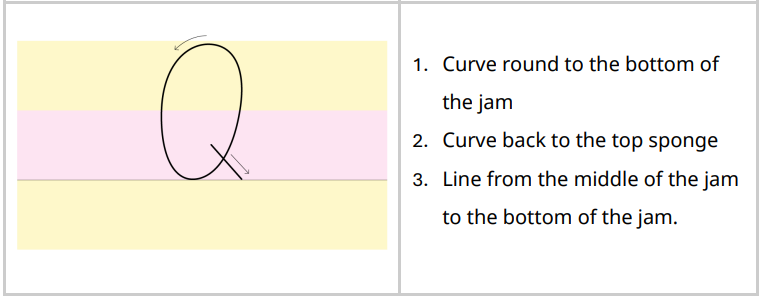 Q
1. Curve round to the bottom of
the jam
2. Curve back to the top sponge
3. Line from the middle of the jam
to the bottom of the jam.